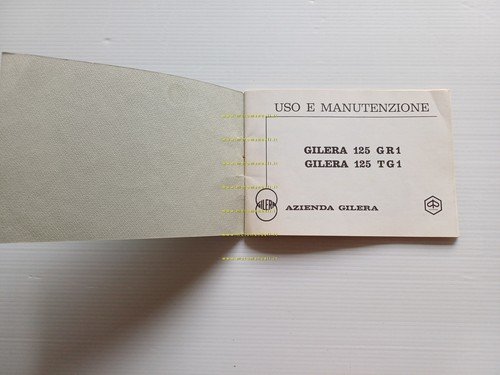 USO E MANUTENZIONE
GILERA 125 GR1
GILERA 125 TG1
GILERA
AZIENDA GILERA